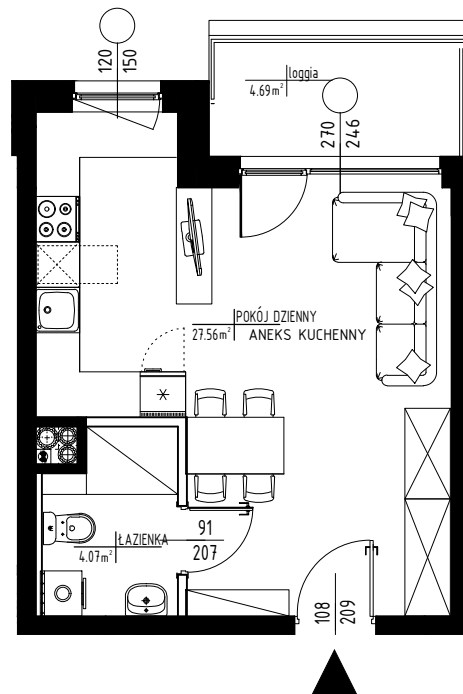 120
150
loggia
4.69m²
270
246
POKÓJ DZIENNY
27.56m²
ANEKS KUCHENNY
ŁAZIENKA
4.07m²
91
207
108
209